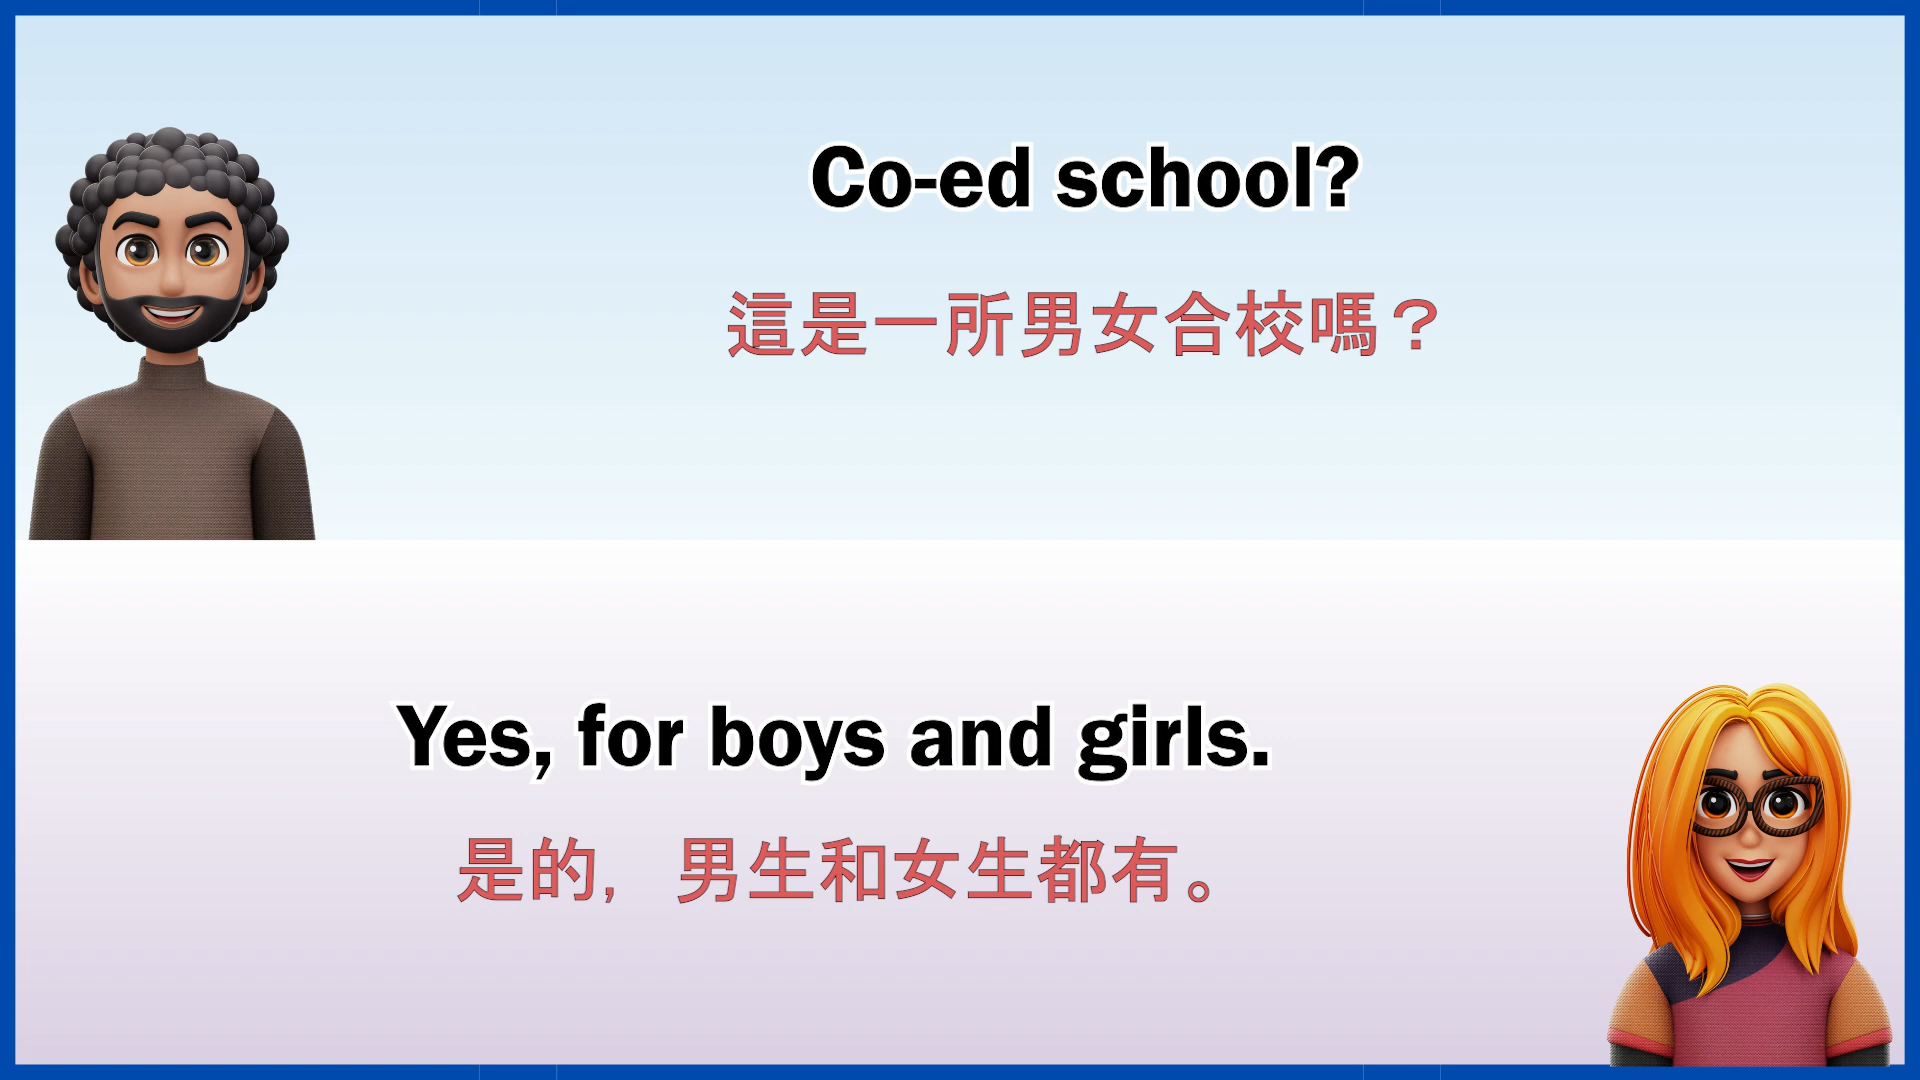 Co-ed school?
這是一所男女合校嗎？
Yes, for boys and girls.
是的，男生和女生都有。